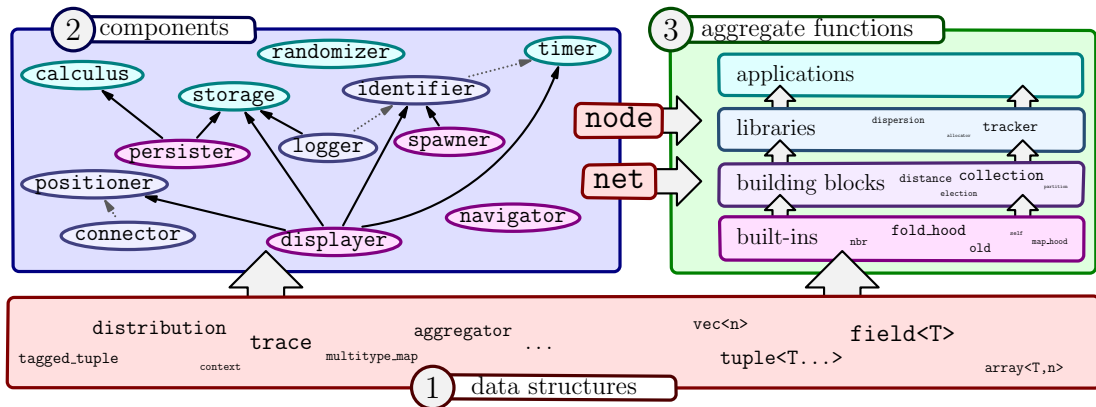 2 components
randomizer
timer
calculus
storage
identifier
persister
logger
spawner
positioner
connector
displayer
navigator
node
net
3 aggregate functions
applications
libraries dispersion allocator tracker
building blocks distance election collection partition
built-ins nbr fold_hood old self map_hood
distribution trace aggregator ... vec<n> field<T>
tagged_tuple context multitype_map tuple<T...> array<T,n>
1 data structures